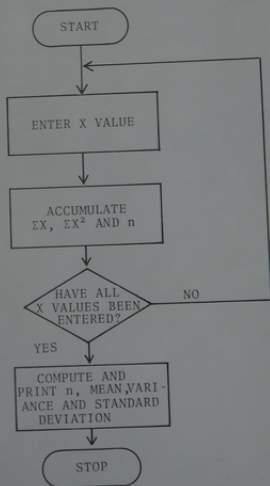 START
ENTER X VALUE
ACCUMULATE
ΣX, ΣX² AND n
HAVE ALL
X VALUES BEEN
ENTERED?
NO
YES
COMPUTE AND
PRINT n, MEAN,VARI-
ANCE AND STANDARD
DEVIATION
STOP